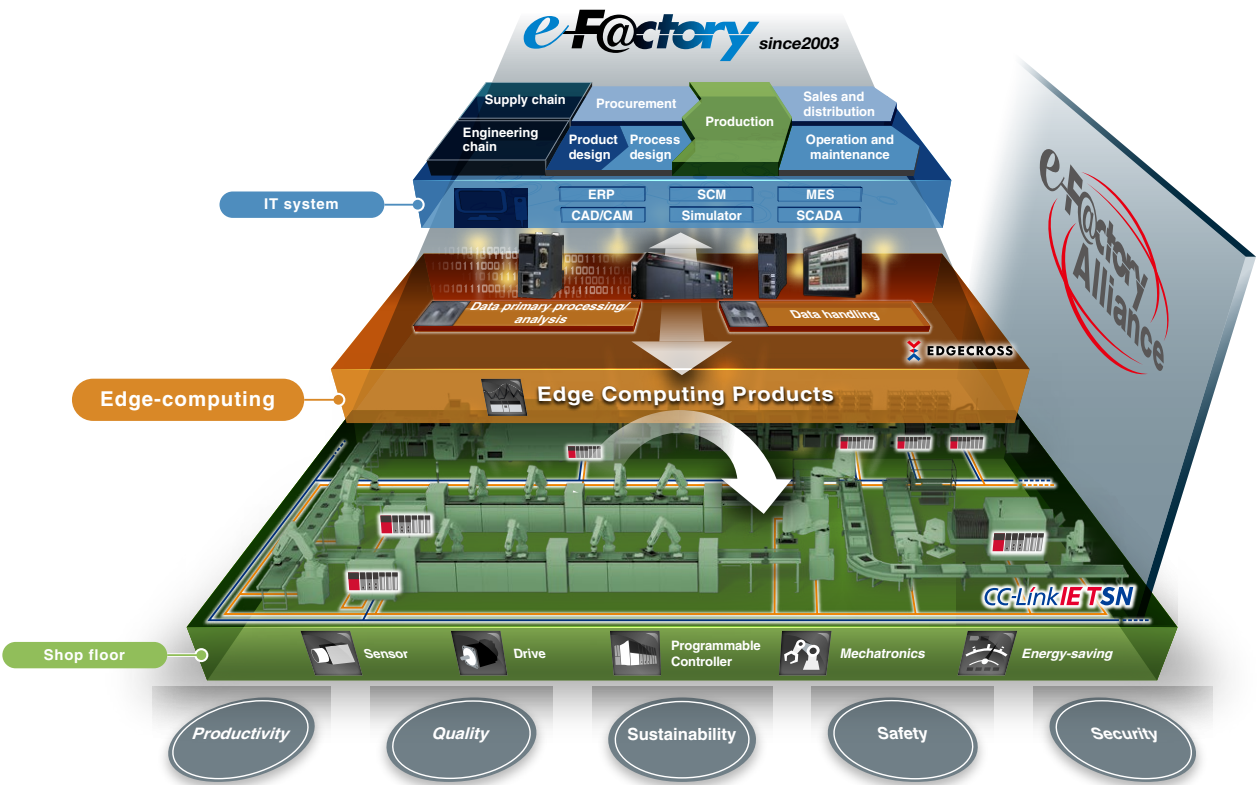 e-F@ctory since2003
Supply chain
Procurement
Production
Sales and
distribution
Engineering
chain
Product
design
Process
design
Operation and
maintenance
IT system
ERP
SCM
MES
CAD/CAM
Simulator
SCADA
Data primary processing/
analysis
Data handling
EDGECROSS
Edge-computing
Edge Computing Products
e-F@ctory
Alliance
CC-Link IE TSN
Shop floor
Sensor
Drive
Programmable
Controller
Mechatronics
Energy-saving
Productivity
Quality
Sustainability
Safety
Security